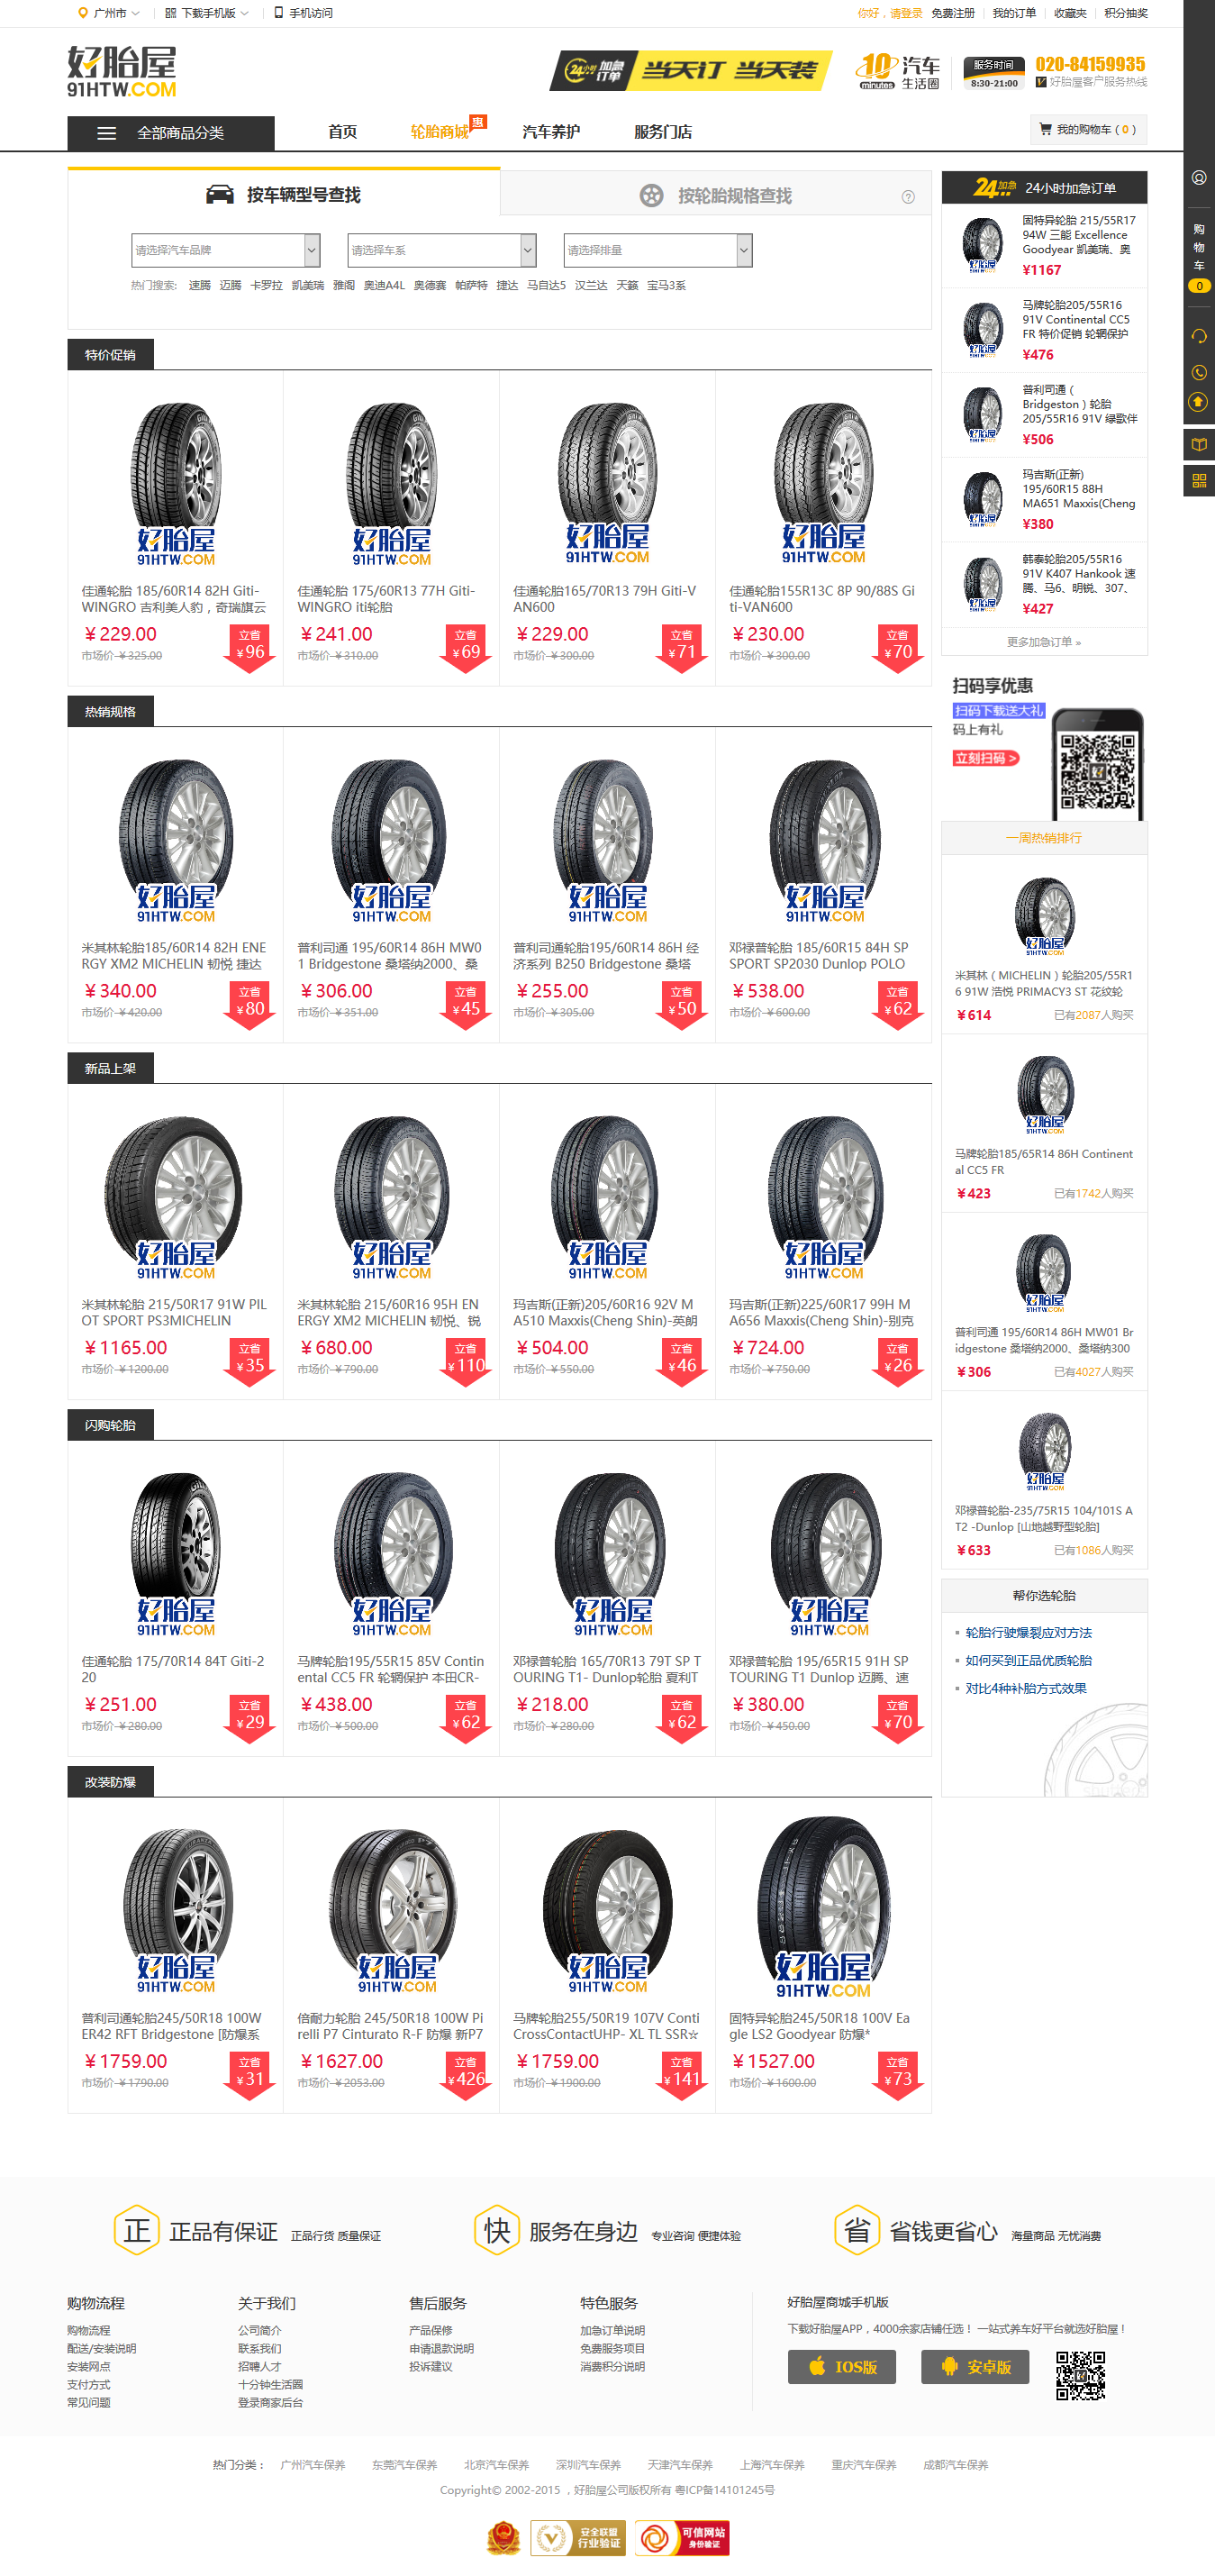 广州市
下载手机版
手机访问
你好，请登录 免费注册 我的订单 收藏夹 积分抽奖
好胎屋
91HTW.COM
24小时 加急订单 当天订 当天装
10 minutes 汽车生活圈
服务时间
8:30-21:00
020-84159935
好胎屋客户服务热线
全部商品分类
首页 轮胎商城 惠 汽车养护 服务门店
我的购物车 ( 0 )
按车辆型号查找
按轮胎规格查找
请选择汽车品牌 请选择车系 请选择排量
热门搜索: 速腾 迈腾 卡罗拉 凯美瑞 雅阁 奥迪A4L 奥德赛 帕萨特 捷达 马自达5 汉兰达 天籁 宝马3系
24加急 24小时加急订单
固特异轮胎 215/55R17
94W 三能 Excellence
Goodyear 凯美瑞、奥
¥1167
马牌轮胎205/55R16
91V Continental CC5
FR 特价促销 轮辋保护
¥476
普利司通（
Bridgeston）轮胎
205/55R16 91V 绿歌伴
¥506
玛吉斯(正新)
195/60R15 88H
MA651 Maxxis(Cheng
¥380
韩泰轮胎205/55R16
91V K407 Hankook 速
腾、马6、明锐、307、
¥427
更多加急订单 »
购
物
车
0
特价促销
佳通轮胎 185/60R14 82H Giti-
WINGRO 吉利美人豹，奇瑞旗云
￥229.00
市场价￥325.00
立省
￥96
佳通轮胎 175/60R13 77H Giti-
WINGRO iti轮胎
￥241.00
市场价￥310.00
立省
￥69
佳通轮胎165/70R13 79H Giti-V
AN600
￥229.00
市场价￥300.00
立省
￥71
佳通轮胎155R13C 8P 90/88S Gi
ti-VAN600
￥230.00
市场价￥300.00
立省
￥70
扫码享优惠
扫码下载送大礼
码上有礼
立刻扫码 >
热销规格
米其林轮胎185/60R14 82H ENE
RGY XM2 MICHELIN 韧悦 捷达
￥340.00
市场价￥420.00
立省
￥80
普利司通 195/60R14 86H MW0
1 Bridgestone 桑塔纳2000、桑
￥306.00
市场价￥351.00
立省
￥45
普利司通轮胎195/60R14 86H 经
济系列 B250 Bridgestone 桑塔
￥255.00
市场价￥305.00
立省
￥50
邓禄普轮胎 185/60R15 84H SP
SPORT SP2030 Dunlop POLO
￥538.00
市场价￥600.00
立省
￥62
一周热销排行
米其林（MICHELIN）轮胎205/55R1
6 91W 浩悦 PRIMACY3 ST 花纹轮
￥614 已有2087人购买
马牌轮胎185/65R14 86H Continent
al CC5 FR
￥423 已有1742人购买
普利司通 195/60R14 86H MW01 Br
idgestone 桑塔纳2000、桑塔纳300
￥306 已有4027人购买
邓禄普轮胎-235/75R15 104/101S A
T2 -Dunlop [山地越野型轮胎]
￥633 已有1086人购买
新品上架
米其林轮胎 215/50R17 91W PIL
OT SPORT PS3MICHELIN
￥1165.00
市场价￥1200.00
立省
￥35
米其林轮胎 215/60R16 95H EN
ERGY XM2 MICHELIN 韧悦、锐
￥680.00
市场价￥790.00
立省
￥110
玛吉斯(正新)205/60R16 92V M
A510 Maxxis(Cheng Shin)-英朗
￥504.00
市场价￥550.00
立省
￥46
玛吉斯(正新)225/60R17 99H M
A656 Maxxis(Cheng Shin)-别克
￥724.00
市场价￥750.00
立省
￥26
闪购轮胎
佳通轮胎 175/70R14 84T Giti-2
20
￥251.00
市场价￥280.00
立省
￥29
马牌轮胎195/55R15 85V Contin
ental CC5 FR 轮辋保护 本田CR-
￥438.00
市场价￥500.00
立省
￥62
邓禄普轮胎 165/70R13 79T SP T
OURING T1- Dunlop轮胎 夏利T
￥218.00
市场价￥280.00
立省
￥62
邓禄普轮胎 195/65R15 91H SP
TOURING T1 Dunlop 迈腾、速
￥380.00
市场价￥450.00
立省
￥70
帮你选轮胎
轮胎行驶爆裂应对方法
如何买到正品优质轮胎
对比4种补胎方式效果
改装防爆
普利司通轮胎245/50R18 100W
ER42 RFT Bridgestone [防爆系
￥1759.00
市场价￥1790.00
立省
￥31
倍耐力轮胎 245/50R18 100W Pi
relli P7 Cinturato R-F 防爆 新P7
￥1627.00
市场价￥2053.00
立省
￥426
马牌轮胎255/50R19 107V Conti
CrossContactUHP- XL TL SSR☆
￥1759.00
市场价￥1900.00
立省
￥141
固特异轮胎245/50R18 100V Ea
gle LS2 Goodyear 防爆*
￥1527.00
市场价￥1600.00
立省
￥73
正 正品有保证 正品行货 质量保证
快 服务在身边 专业咨询 便捷体验
省 省钱更省心 海量商品 无忧消费
购物流程
购物流程
配送/安装说明
安装网点
支付方式
常见问题
关于我们
公司简介
联系我们
招聘人才
十分钟生活圈
登录商家后台
售后服务
产品保修
申请退款说明
投诉建议
特色服务
加急订单说明
免费服务项目
消费积分说明
好胎屋商城手机版
下载好胎屋APP，4000余家店铺任选！一站式养车好平台就选好胎屋！
IOS版 安卓版
热门分类： 广州汽车保养 东莞汽车保养 北京汽车保养 深圳汽车保养 天津汽车保养 上海汽车保养 重庆汽车保养 成都汽车保养
Copyright© 2002-2015 ，好胎屋公司版权所有 粤ICP备14101245号
安全联盟
行业验证
可信网站
身份验证